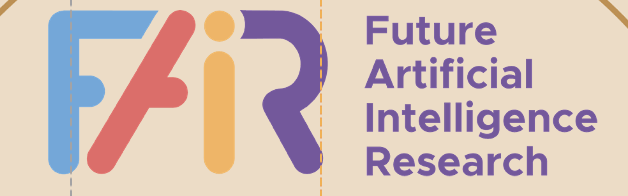 FAiR
Future
Artificial
Intelligence
Research